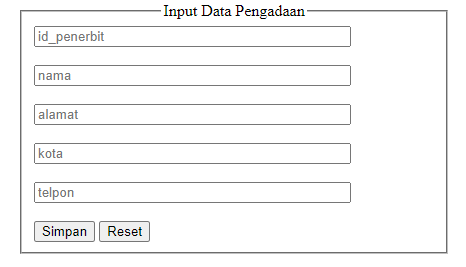 Input Data Pengadaan
id_penerbit
nama
alamat
kota
telpon
Simpan Reset